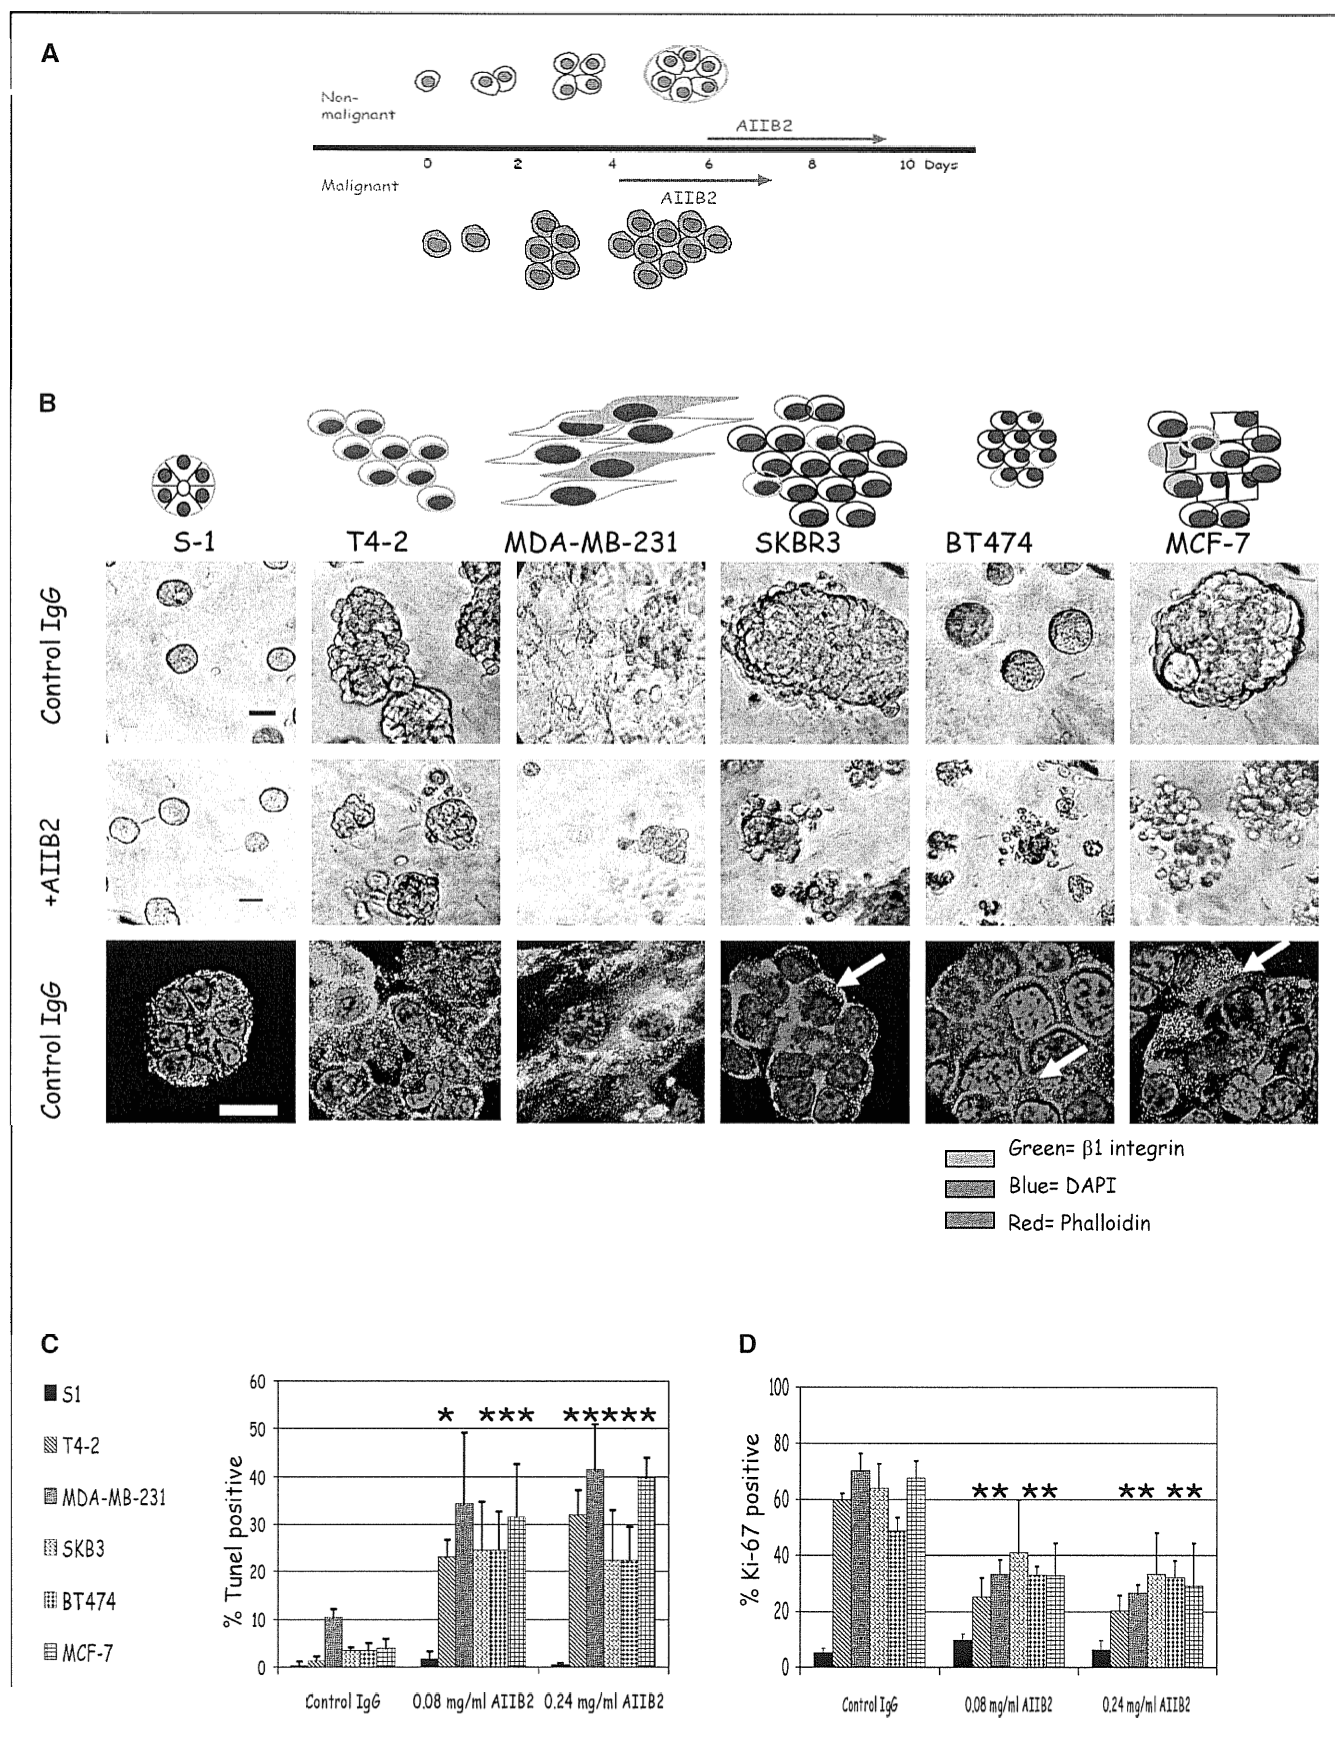 A
Non-
malignant
AIIB2
0 2 4 6 8 10 Days
Malignant
AIIB2
B
S-1 T4-2 MDA-MB-231 SKBR3 BT474 MCF-7
Control IgG
+AIIB2
Control IgG
Green= β1 integrin
Blue= DAPI
Red= Phalloidin
C
S1
T4-2
MDA-MB-231
SKB3
BT474
MCF-7
% Tunel positive
60
50
40
30
20
10
0
* *** *****
Control IgG 0.08 mg/ml AIIB2 0.24 mg/ml AIIB2
D
% Ki-67 positive
100
80
60
40
20
0
** ** ** **
Control IgG 0.08 mg/ml AIIB2 0.24 mg/ml AIIB2